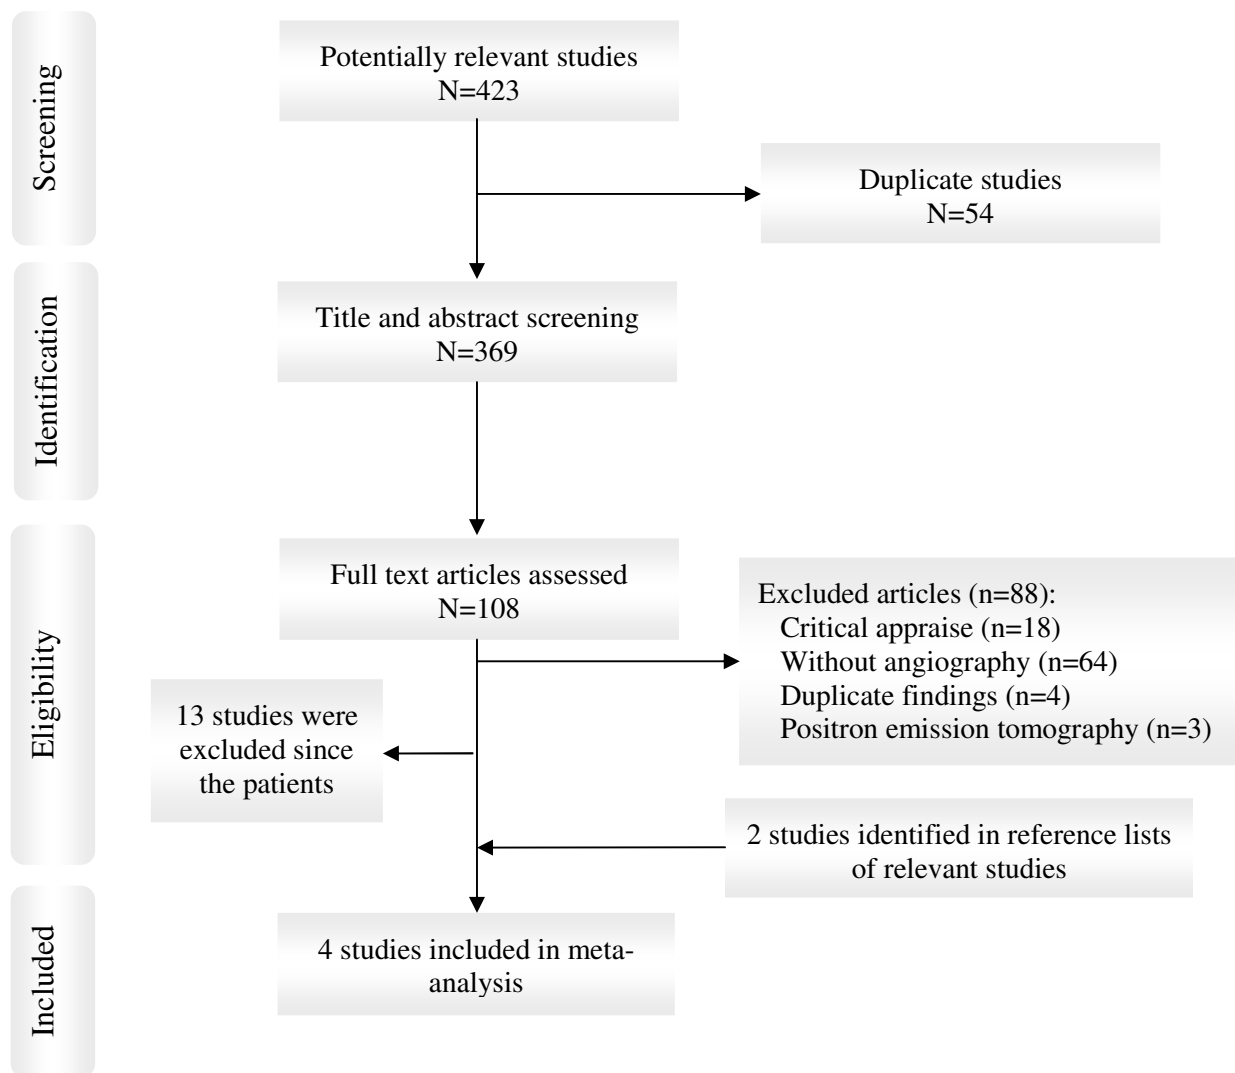 Screening
Potentially relevant studies
N=423
Duplicate studies
N=54
Identification
Title and abstract screening
N=369
Eligibility
Full text articles assessed
N=108
Excluded articles (n=88):
Critical appraise (n=18)
Without angiography (n=64)
Duplicate findings (n=4)
Positron emission tomography (n=3)
13 studies were
excluded since
the patients
2 studies identified in reference lists
of relevant studies
Included
4 studies included in meta-
analysis